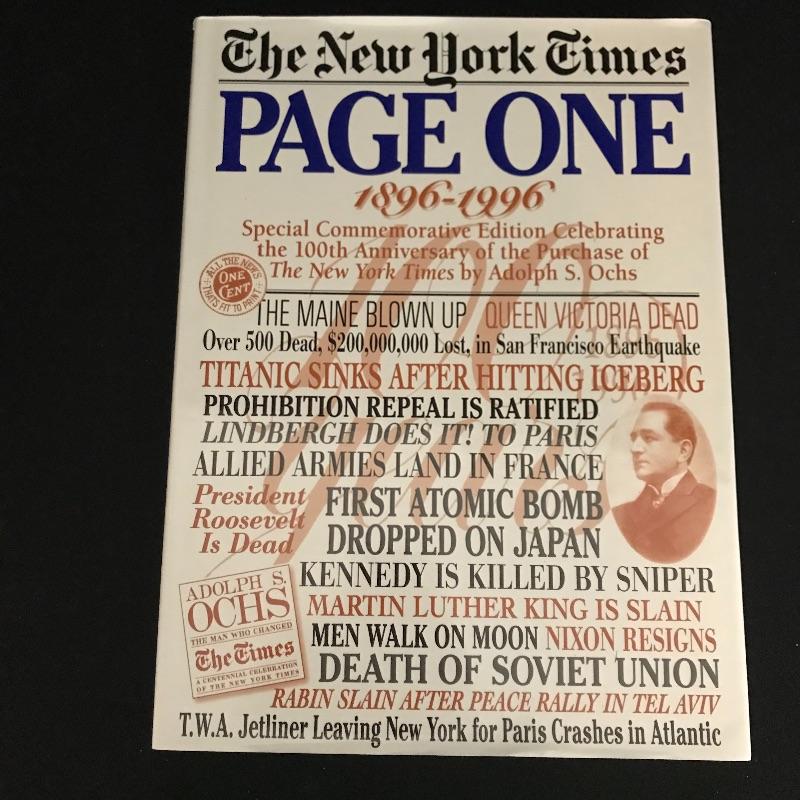 The New York Times
PAGE ONE
1896-1996
Special Commemorative Edition Celebrating
the 100th Anniversary of the Purchase of
The New York Times by Adolph S. Ochs
ALL THE NEWS
THAT'S FIT TO PRINT
ONE
CENT
THE MAINE BLOWN UP QUEEN VICTORIA DEAD
Over 500 Dead, $200,000,000 Lost, in San Francisco Earthquake
TITANIC SINKS AFTER HITTING ICEBERG
PROHIBITION REPEAL IS RATIFIED
LINDBERGH DOES IT! TO PARIS
ALLIED ARMIES LAND IN FRANCE
President
Roosevelt
Is Dead
FIRST ATOMIC BOMB
DROPPED ON JAPAN
KENNEDY IS KILLED BY SNIPER
ADOLPH S.
OCHS
THE MAN WHO CHANGED
The Times
A CENTENNIAL CELEBRATION
OF THE NEW YORK TIMES
MARTIN LUTHER KING IS SLAIN
MEN WALK ON MOON NIXON RESIGNS
DEATH OF SOVIET UNION
RABIN SLAIN AFTER PEACE RALLY IN TEL AVIV
T.W.A. Jetliner Leaving New York for Paris Crashes in Atlantic
100
Years